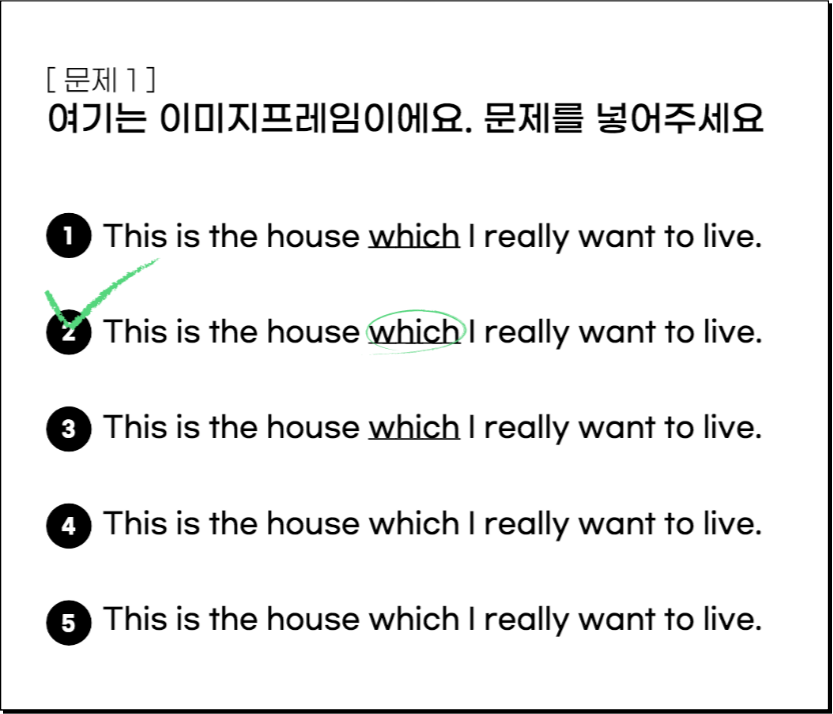 [ 문제 1 ]
여기는 이미지프레임이에요. 문제를 넣어주세요
1 This is the house which I really want to live.
2 This is the house which I really want to live.
3 This is the house which I really want to live.
4 This is the house which I really want to live.
5 This is the house which I really want to live.